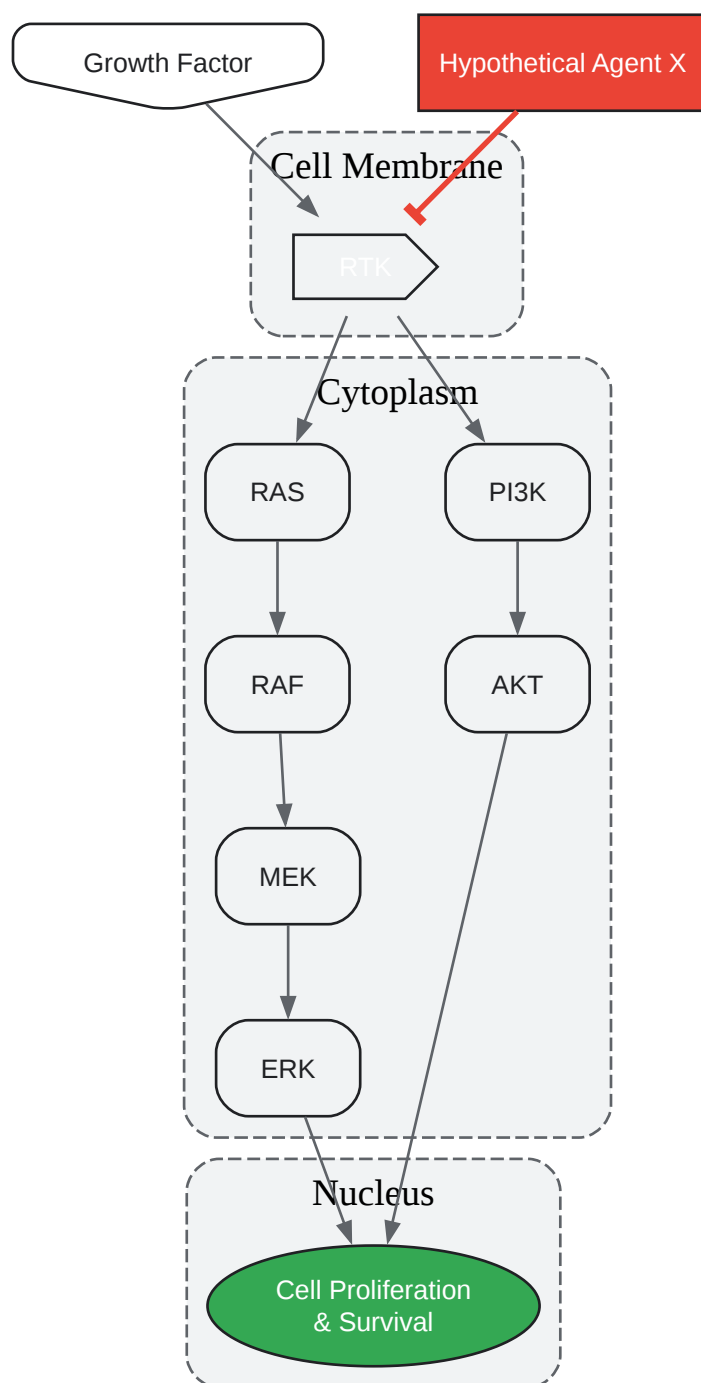 Growth Factor
Hypothetical Agent X
Cell Membrane
RTK
Cytoplasm
RAS
PI3K
RAF
AKT
MEK
ERK
Nucleus
Cell Proliferation
& Survival